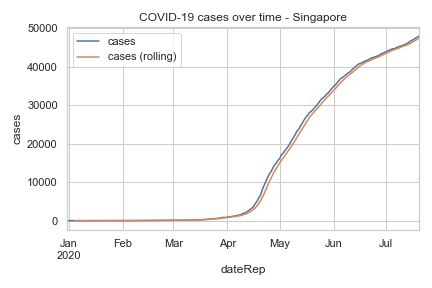 COVID-19 cases over time - Singapore
cases
cases (rolling)
50000
40000
30000
20000
10000
0
cases
Jan Feb Mar Apr May Jun Jul
2020
dateRep